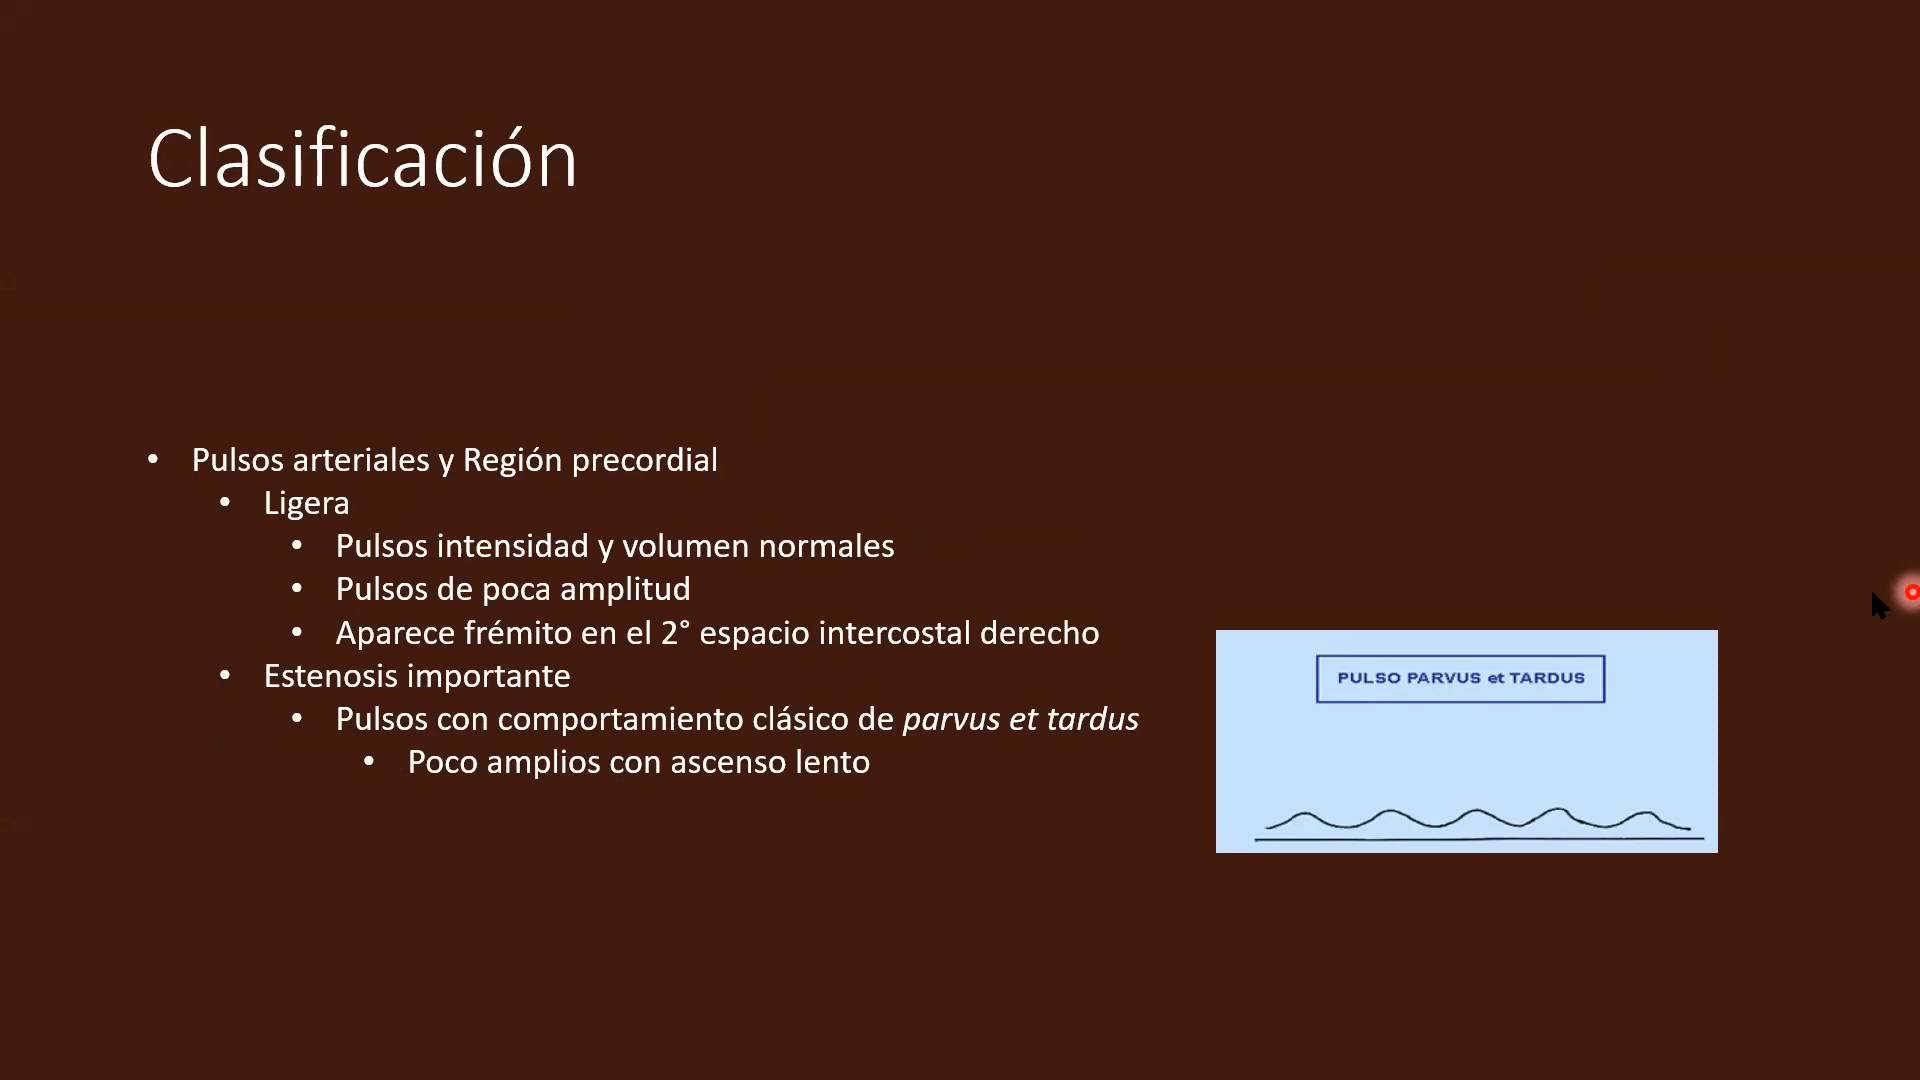 Clasificación
• Pulsos arteriales y Región precordial
• Ligera
• Pulsos intensidad y volumen normales
• Pulsos de poca amplitud
• Aparece frémito en el 2° espacio intercostal derecho
• Estenosis importante
• Pulsos con comportamiento clásico de parvus et tardus
• Poco amplios con ascenso lento
PULSO PARVUS et TARDUS